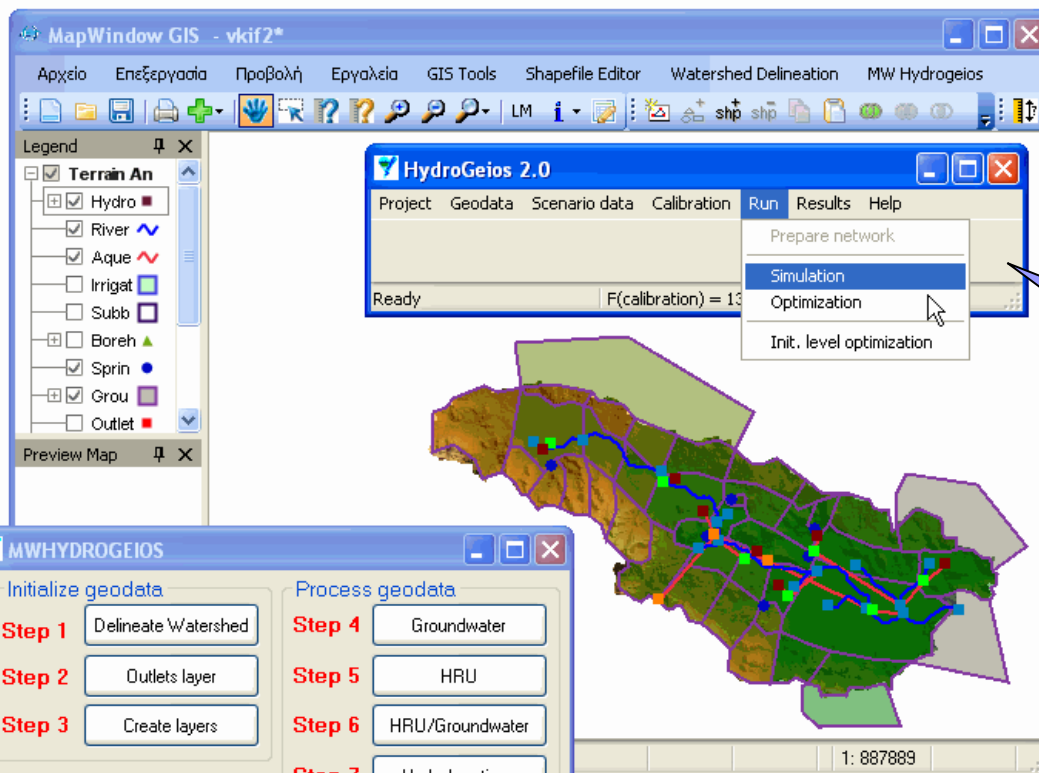 MapWindow GIS - vkif2*
Αρχείο Επεξεργασία Προβολή Εργαλεία GIS Tools Shapefile Editor Watershed Delineation MW Hydrogeios
LM i shp shp
Legend
Terrain An
Hydro
River
Aque
Irrigat
Subb
Boreh
Sprin
Grou
Outlet
Preview Map
HydroGeios 2.0
Project Geodata Scenario data Calibration Run Results Help
Prepare network
Simulation
Optimization
Init. level optimization
Ready F(calibration) = 13
MWHYDROGEIOS
Initialize geodata
Step 1 Delineate Watershed
Step 2 Outlets layer
Step 3 Create layers
Process geodata
Step 4 Groundwater
Step 5 HRU
Step 6 HRU/Groundwater
Step 7
1: 887889